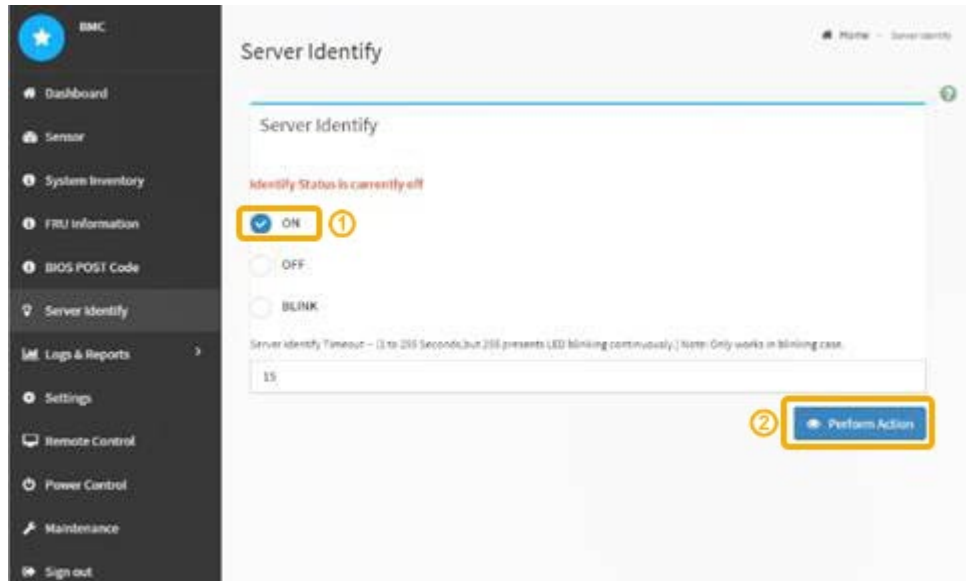 BMC
Home - Server Identify
Server Identify
Dashboard
Server Identify
Sensor
System Inventory
Identify Status is currently off
FRU Information
ON
1
BIOS POST Code
OFF
Server Identify
BLINK
Logs & Reports
Server Identify Timeout -- (1 to 255 Seconds,but 255 presents LED blinking continuously.) Note: Only works in blinking case.
15
Settings
2
Perform Action
Remote Control
Power Control
Maintenance
Sign out